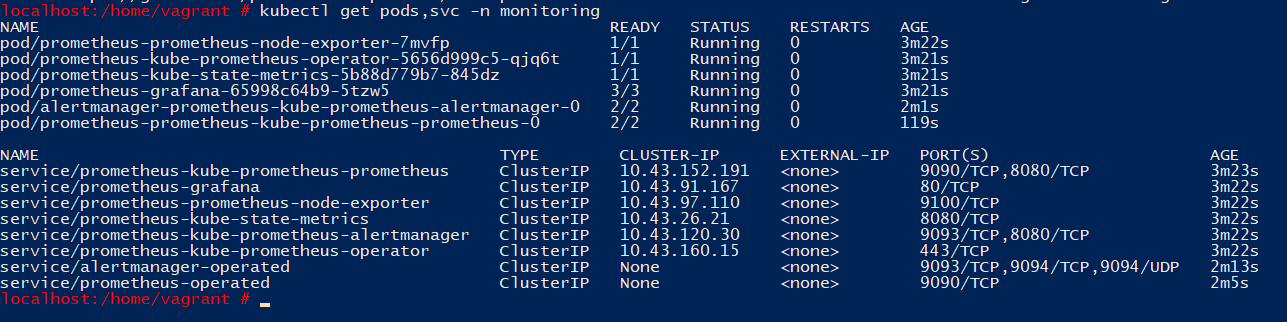 localhost:/home/vagrant # kubectl get pods,svc -n monitoring
NAME READY STATUS RESTARTS AGE
pod/prometheus-prometheus-node-exporter-7mvfp 1/1 Running 0 3m22s
pod/prometheus-kube-prometheus-operator-5656d999c5-qjq6t 1/1 Running 0 3m21s
pod/prometheus-kube-state-metrics-5b88d779b7-845dz 1/1 Running 0 3m21s
pod/prometheus-grafana-65998c64b9-5tzw5 3/3 Running 0 3m21s
pod/alertmanager-prometheus-kube-prometheus-alertmanager-0 2/2 Running 0 2m1s
pod/prometheus-prometheus-kube-prometheus-prometheus-0 2/2 Running 0 119s
NAME TYPE CLUSTER-IP EXTERNAL-IP PORT(S) AGE
service/prometheus-kube-prometheus-prometheus ClusterIP 10.43.152.191 <none> 9090/TCP,8080/TCP 3m23s
service/prometheus-grafana ClusterIP 10.43.91.167 <none> 80/TCP 3m22s
service/prometheus-prometheus-node-exporter ClusterIP 10.43.97.110 <none> 9100/TCP 3m22s
service/prometheus-kube-state-metrics ClusterIP 10.43.26.21 <none> 8080/TCP 3m22s
service/prometheus-kube-prometheus-alertmanager ClusterIP 10.43.120.30 <none> 9093/TCP,8080/TCP 3m22s
service/prometheus-kube-prometheus-operator ClusterIP 10.43.160.15 <none> 443/TCP 3m22s
service/alertmanager-operated ClusterIP None <none> 9093/TCP,9094/TCP,9094/UDP 2m13s
service/prometheus-operated ClusterIP None <none> 9090/TCP 2m5s
localhost:/home/vagrant #